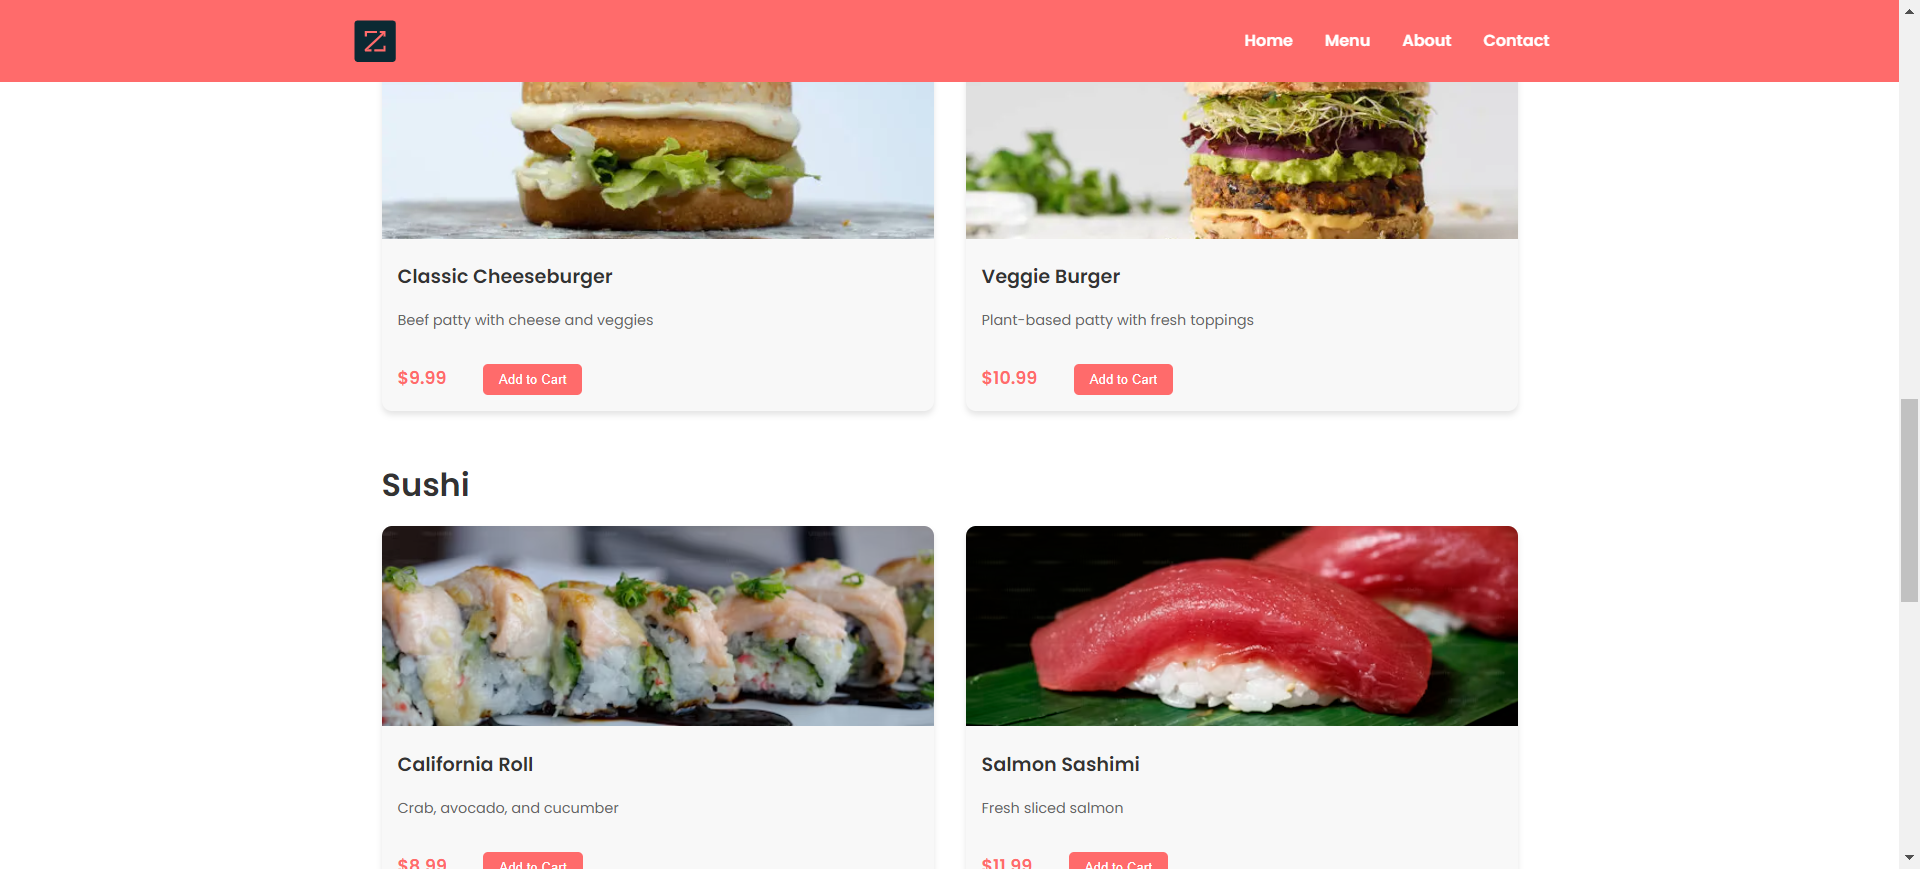 Home Menu About Contact
Classic Cheeseburger
Beef patty with cheese and veggies
$9.99 Add to Cart
Veggie Burger
Plant-based patty with fresh toppings
$10.99 Add to Cart
Sushi
California Roll
Crab, avocado, and cucumber
$8.99 Add to Cart
Salmon Sashimi
Fresh sliced salmon
$11.99 Add to Cart